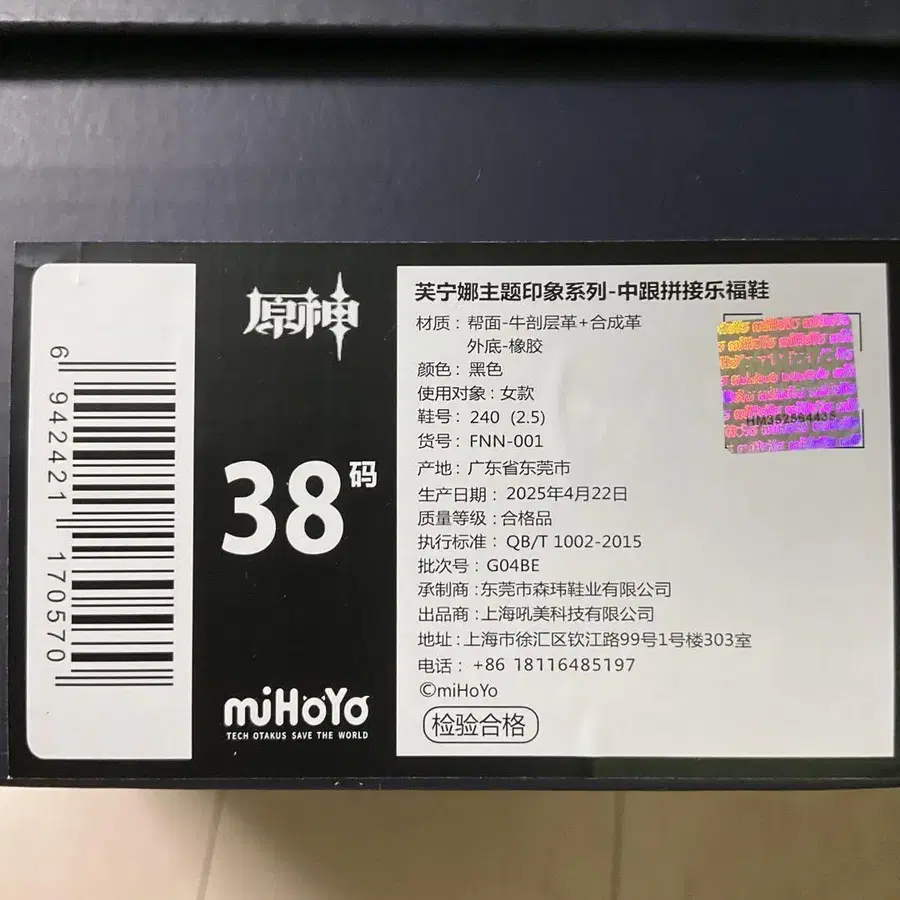 6 942421 170570
原神
38码
miHoYo
TECH OTAKUS SAVE THE WORLD
芙宁娜主题印象系列-中跟拼接乐福鞋
材质：帮面-牛剖层革+合成革
外底-橡胶
颜色：黑色
使用对象：女款
鞋号：240（2.5）
货号：FNN-001
产地：广东省东莞市
生产日期：2025年4月22日
质量等级：合格品
执行标准：QB/T 1002-2015
批次号：G04BE
承制商：东莞市森玮鞋业有限公司
出品商：上海吼美科技有限公司
地址：上海市徐汇区钦江路99号1号楼303室
电话：+86 18116485197
©miHoYo
检验合格
miHoYo